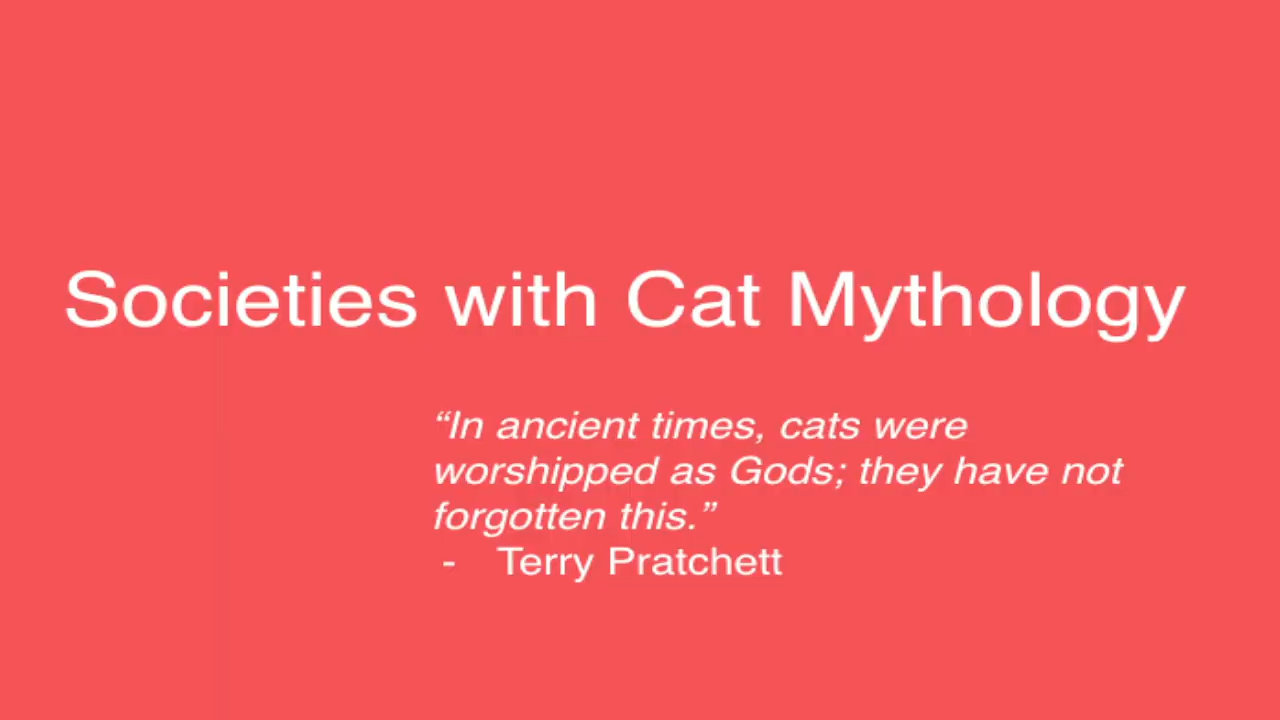 Societies with Cat Mythology
“In ancient times, cats were
worshipped as Gods; they have not
forgotten this.”
- Terry Pratchett